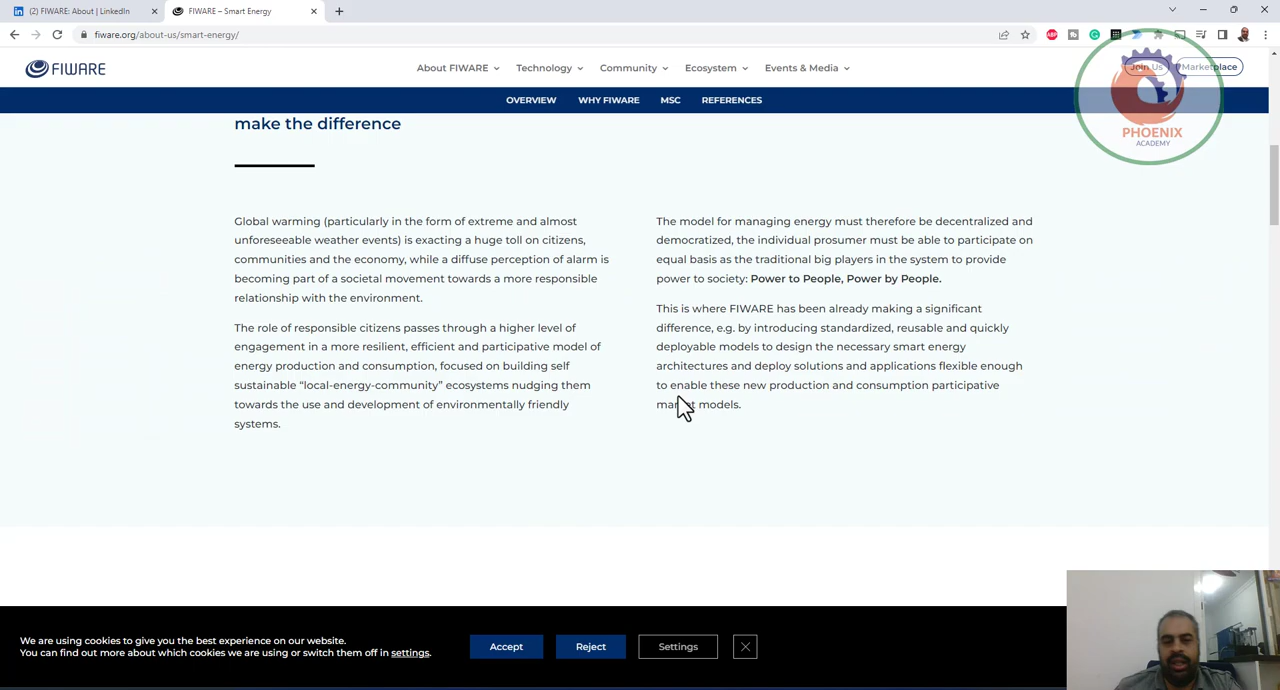 (2) FIWARE: About | LinkedIn
FIWARE – Smart Energy
fiware.org/about-us/smart-energy/
FIWARE
About FIWARE
Technology
Community
Ecosystem
Events & Media
Join Us
Marketplace
OVERVIEW
WHY FIWARE
MSC
REFERENCES
PHOENIX
ACADEMY
make the difference
Global warming (particularly in the form of extreme and almost
unforeseeable weather events) is exacting a huge toll on citizens,
communities and the economy, while a diffuse perception of alarm is
becoming part of a societal movement towards a more responsible
relationship with the environment.
The role of responsible citizens passes through a higher level of
engagement in a more resilient, efficient and participative model of
energy production and consumption, focused on building self
sustainable “local-energy-community” ecosystems nudging them
towards the use and development of environmentally friendly
systems.
The model for managing energy must therefore be decentralized and
democratized, the individual prosumer must be able to participate on
equal basis as the traditional big players in the system to provide
power to society: Power to People, Power by People.
This is where FIWARE has been already making a significant
difference, e.g. by introducing standardized, reusable and quickly
deployable models to design the necessary smart energy
architectures and deploy solutions and applications flexible enough
to enable these new production and consumption participative
market models.
We are using cookies to give you the best experience on our website.
You can find out more about which cookies we are using or switch them off in settings.
Accept
Reject
Settings